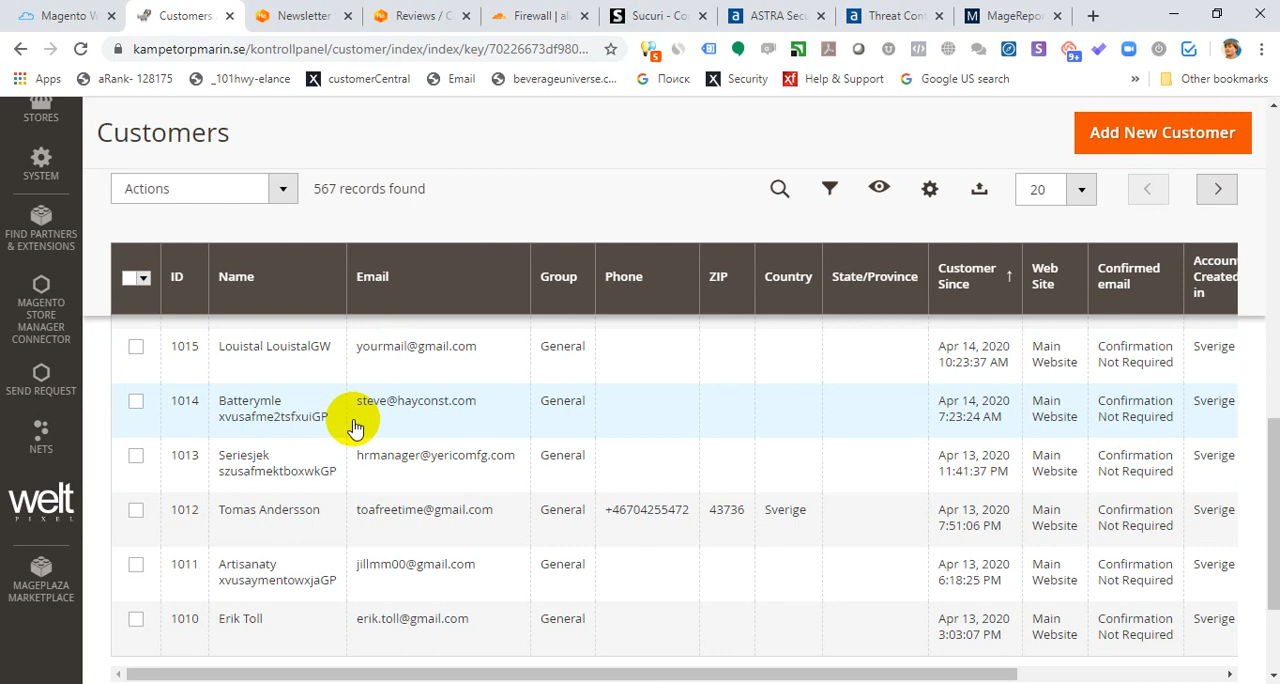 Magento W
Customers
Newsletter
Reviews / C
Firewall | al
Sucuri - Co
ASTRA Secu
Threat Con
MageRepor
kampetorpmarin.se/kontrollpanel/customer/index/index/key/70226673df980...
5
9+
Apps
aRank- 128175
_101hwy-elance
customerCentral
Email
beverageuniverse.c...
Поиск
Security
Help & Support
Google US search
»
Other bookmarks
STORES
SYSTEM
FIND PARTNERS
& EXTENSIONS
MAGENTO
STORE
MANAGER
CONNECTOR
SEND REQUEST
NETS
welt
PIXEL
MAGEPLAZA
MARKETPLACE
Customers
Add New Customer
Actions
567 records found
20
ID Name Email Group Phone ZIP Country State/Province Customer Since ↑ Web Site Confirmed email Account Created in
1015 Louistal LouistalGW yourmail@gmail.com General Apr 14, 2020 Main Confirmation Sverige
10:23:37 AM Website Not Required
1014 Batterymle steve@hayconst.com General Apr 14, 2020 Main Confirmation Sverige
xvusafme2tsfxuiGP 7:23:24 AM Website Not Required
1013 Seriesjek hrmanager@yericomfg.com General Apr 13, 2020 Main Confirmation Sverige
szusafmektboxwkGP 11:41:37 PM Website Not Required
1012 Tomas Andersson toafreetime@gmail.com General +46704255472 43736 Sverige Apr 13, 2020 Main Confirmation Sverige
7:51:06 PM Website Not Required
1011 Artisanaty jillmm00@gmail.com General Apr 13, 2020 Main Confirmation Sverige
xvusaymentowxjaGP 6:18:25 PM Website Not Required
1010 Erik Toll erik.toll@gmail.com General Apr 13, 2020 Main Confirmation Sverige
3:03:07 PM Website Not Required